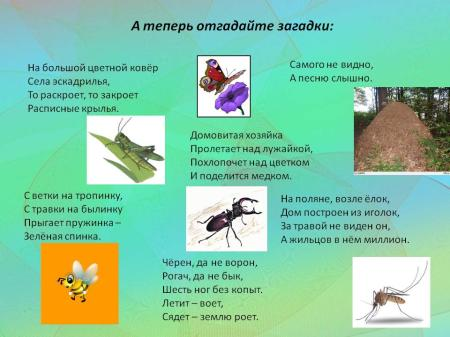 А теперь отгадайте загадки:
На большой цветной ковёр
Села эскадрилья,
То раскроет, то закроет
Расписные крылья.
Самого не видно,
А песню слышно.
Домовитая хозяйка
Пролетает над лужайкой,
Похлопочет над цветком
И поделится медком.
С ветки на тропинку,
С травки на былинку
Прыгает пружинка –
Зелёная спинка.
На поляне, возле ёлок,
Дом построен из иголок,
За травой не виден он,
А жильцов в нём миллион.
Чёрен, да не ворон,
Рогач, да не бык,
Шесть ног без копыт.
Летит – воет,
Сядет – землю роет.